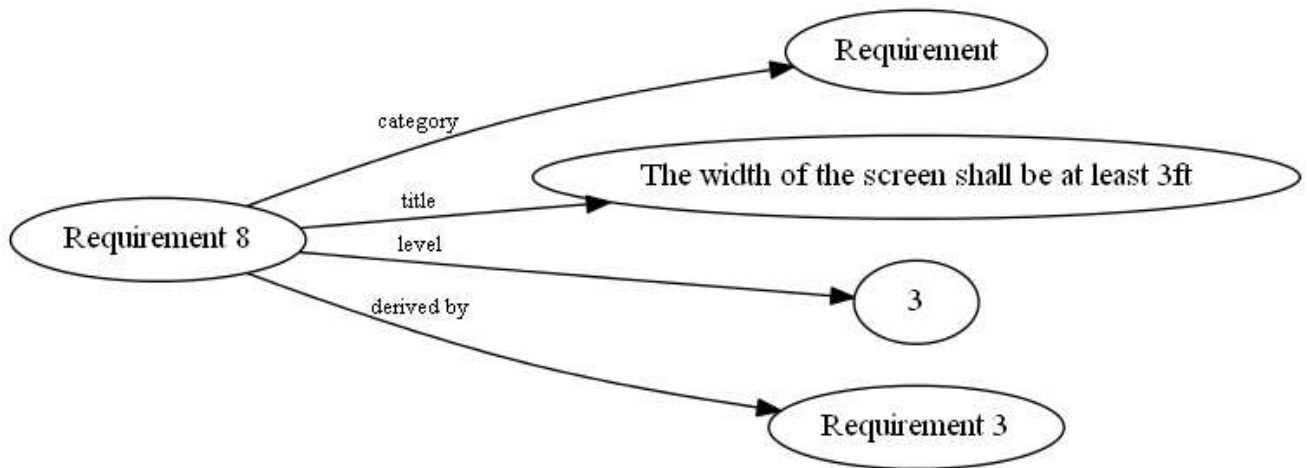 Requirement
category
The width of the screen shall be at least 3ft
title
Requirement 8
level
3
derived by
Requirement 3